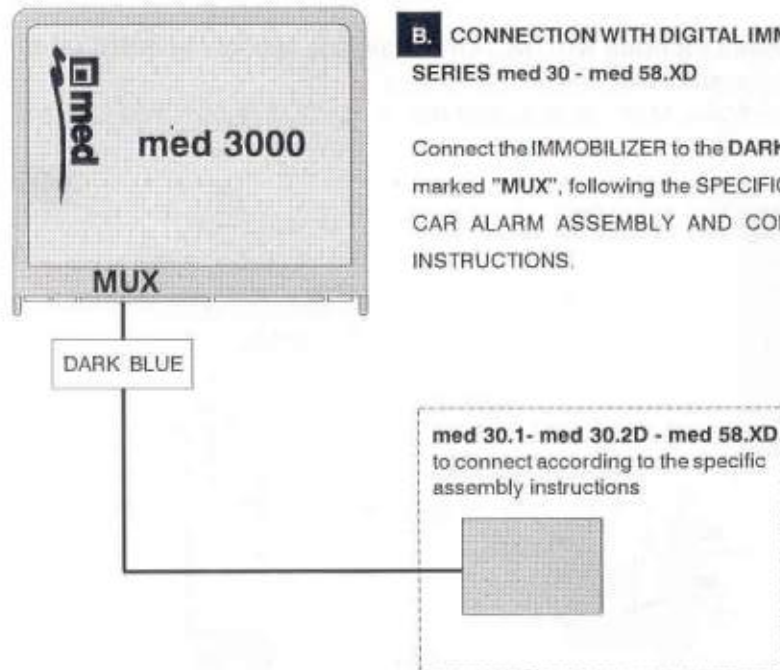 med
med 3000
MUX
DARK BLUE
B. CONNECTION WITH DIGITAL IMM
SERIES med 30 - med 58.XD
Connect the IMMOBILIZER to the DARK
marked "MUX", following the SPECIFIC
CAR ALARM ASSEMBLY AND CO
INSTRUCTIONS.
med 30.1- med 30.2D - med 58.XD
to connect according to the specific
assembly instructions